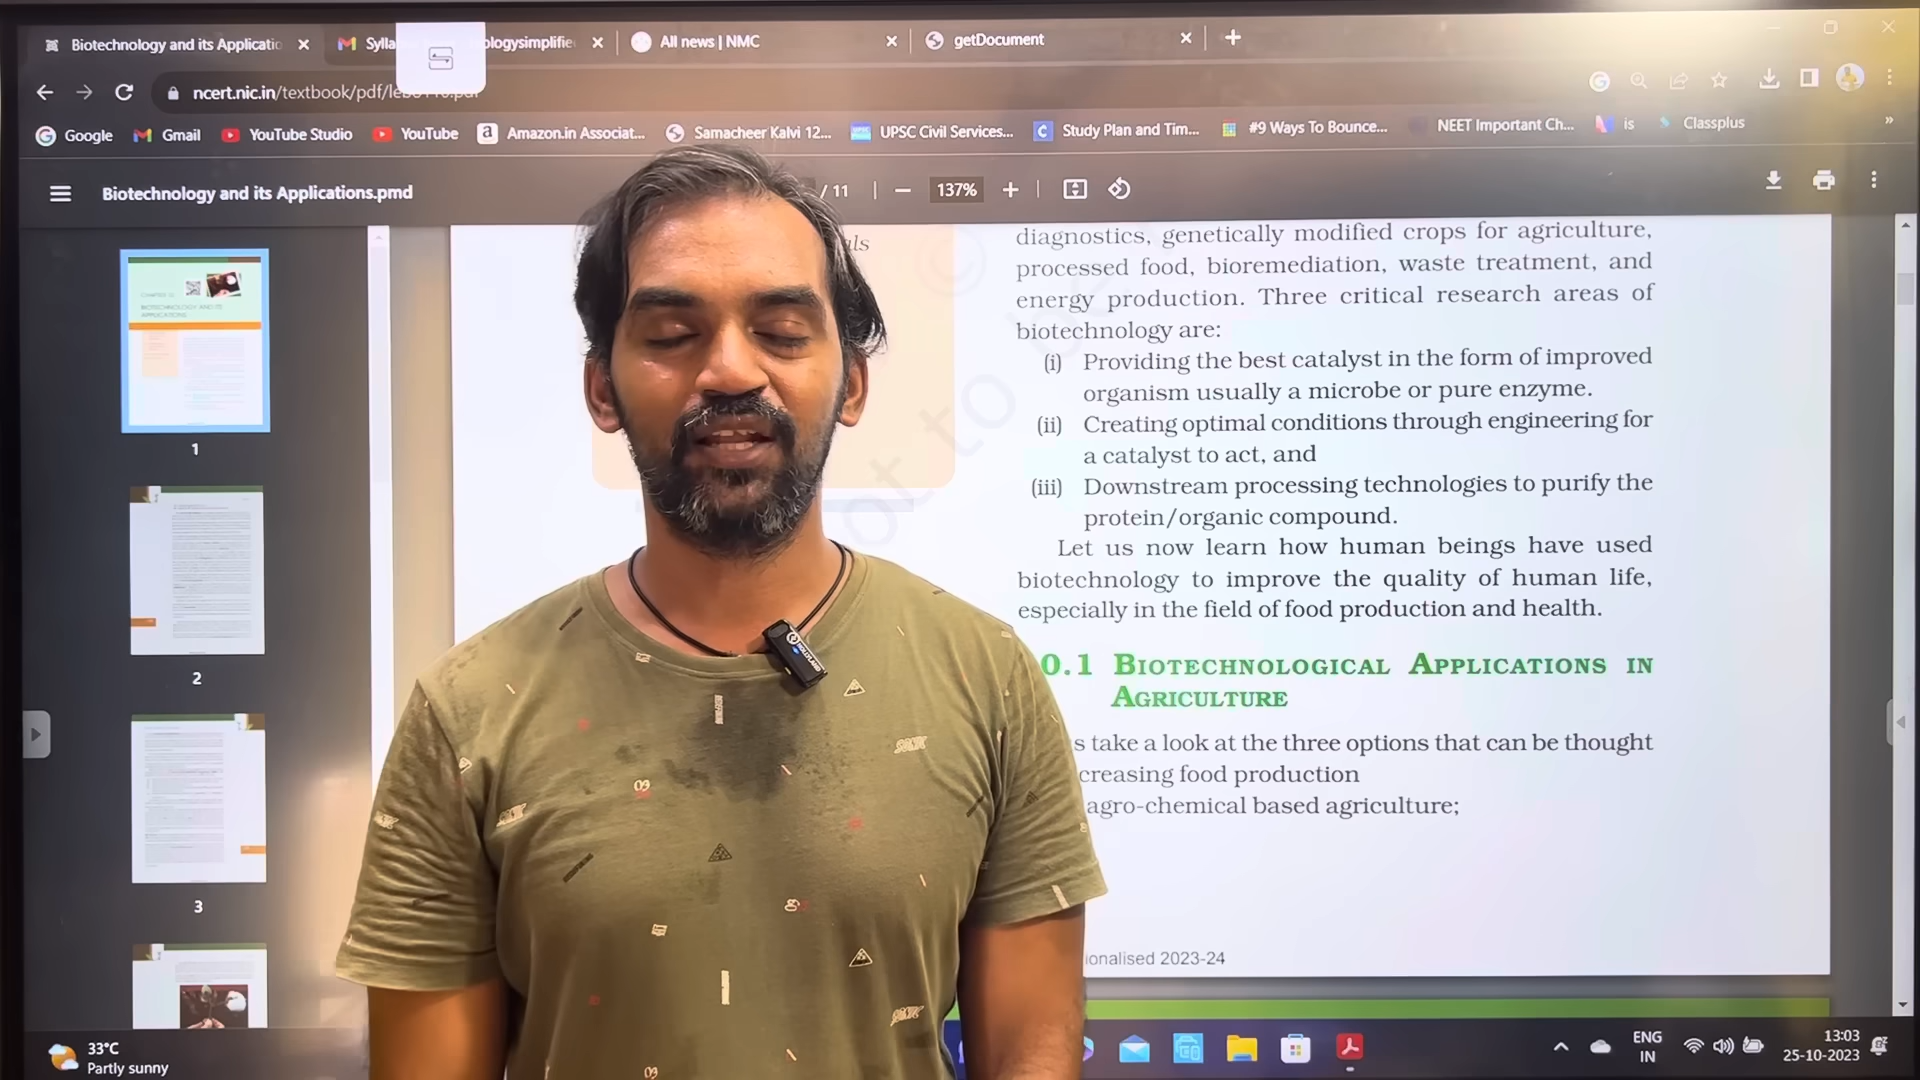 Biotechnology and its Applicatio
Sylla
ologysimplifie
All news | NMC
getDocument
ncert.nic.in/textbook/pdf/
Google
Gmail
YouTube Studio
YouTube
Amazon.in Associat...
Samacheer Kalvi 12...
UPSC Civil Services...
Study Plan and Tim...
#9 Ways To Bounce...
NEET Important Ch...
is
Classplus
Biotechnology and its Applications.pmd
/ 11
137%
als
diagnostics, genetically modified crops for agriculture,
processed food, bioremediation, waste treatment, and
energy production. Three critical research areas of
biotechnology are:
(i) Providing the best catalyst in the form of improved
organism usually a microbe or pure enzyme.
(ii) Creating optimal conditions through engineering for
a catalyst to act, and
(iii) Downstream processing technologies to purify the
protein/organic compound.
Let us now learn how human beings have used
biotechnology to improve the quality of human life,
especially in the field of food production and health.
0.1 BIOTECHNOLOGICAL APPLICATIONS IN
AGRICULTURE
s take a look at the three options that can be thought
creasing food production
agro-chemical based agriculture;
ionalised 2023-24
1
2
3
HOLLYLAND
33°C
Partly sunny
ENG
IN
13:03
25-10-2023